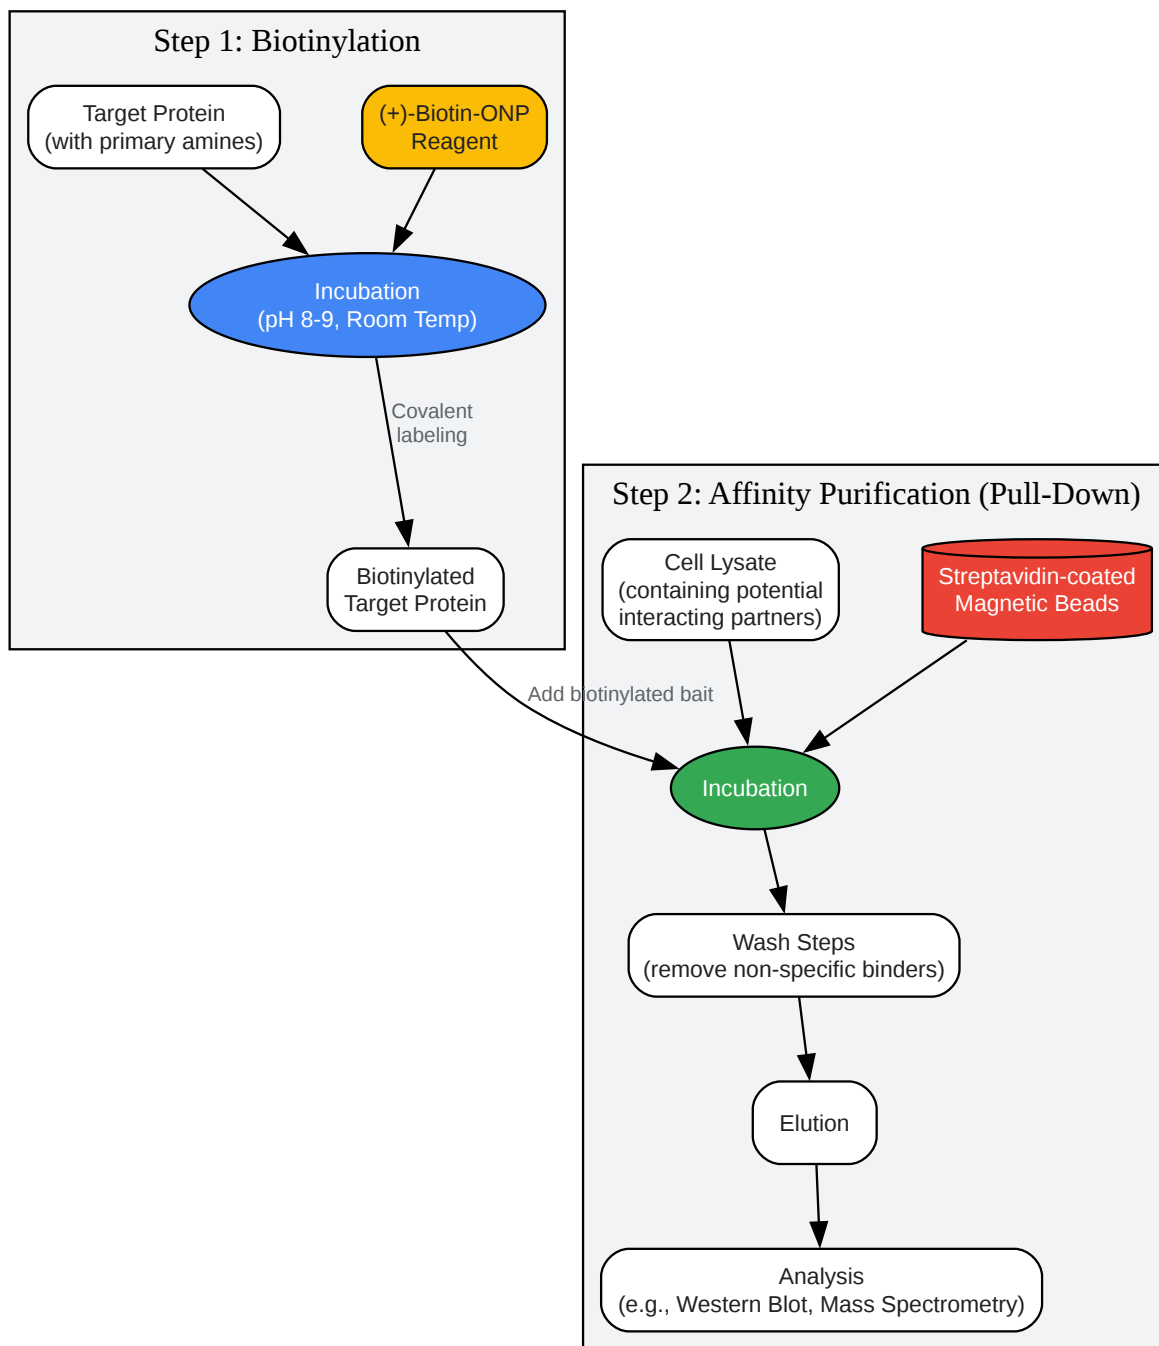 Step 1: Biotinylation
Target Protein
(with primary amines)
(+)-Biotin-ONP
Reagent
Incubation
(pH 8-9, Room Temp)
Covalent
labeling
Biotinylated
Target Protein
Add biotinylated bait
Step 2: Affinity Purification (Pull-Down)
Cell Lysate
(containing potential
interacting partners)
Streptavidin-coated
Magnetic Beads
Incubation
Wash Steps
(remove non-specific binders)
Elution
Analysis
(e.g., Western Blot, Mass Spectrometry)